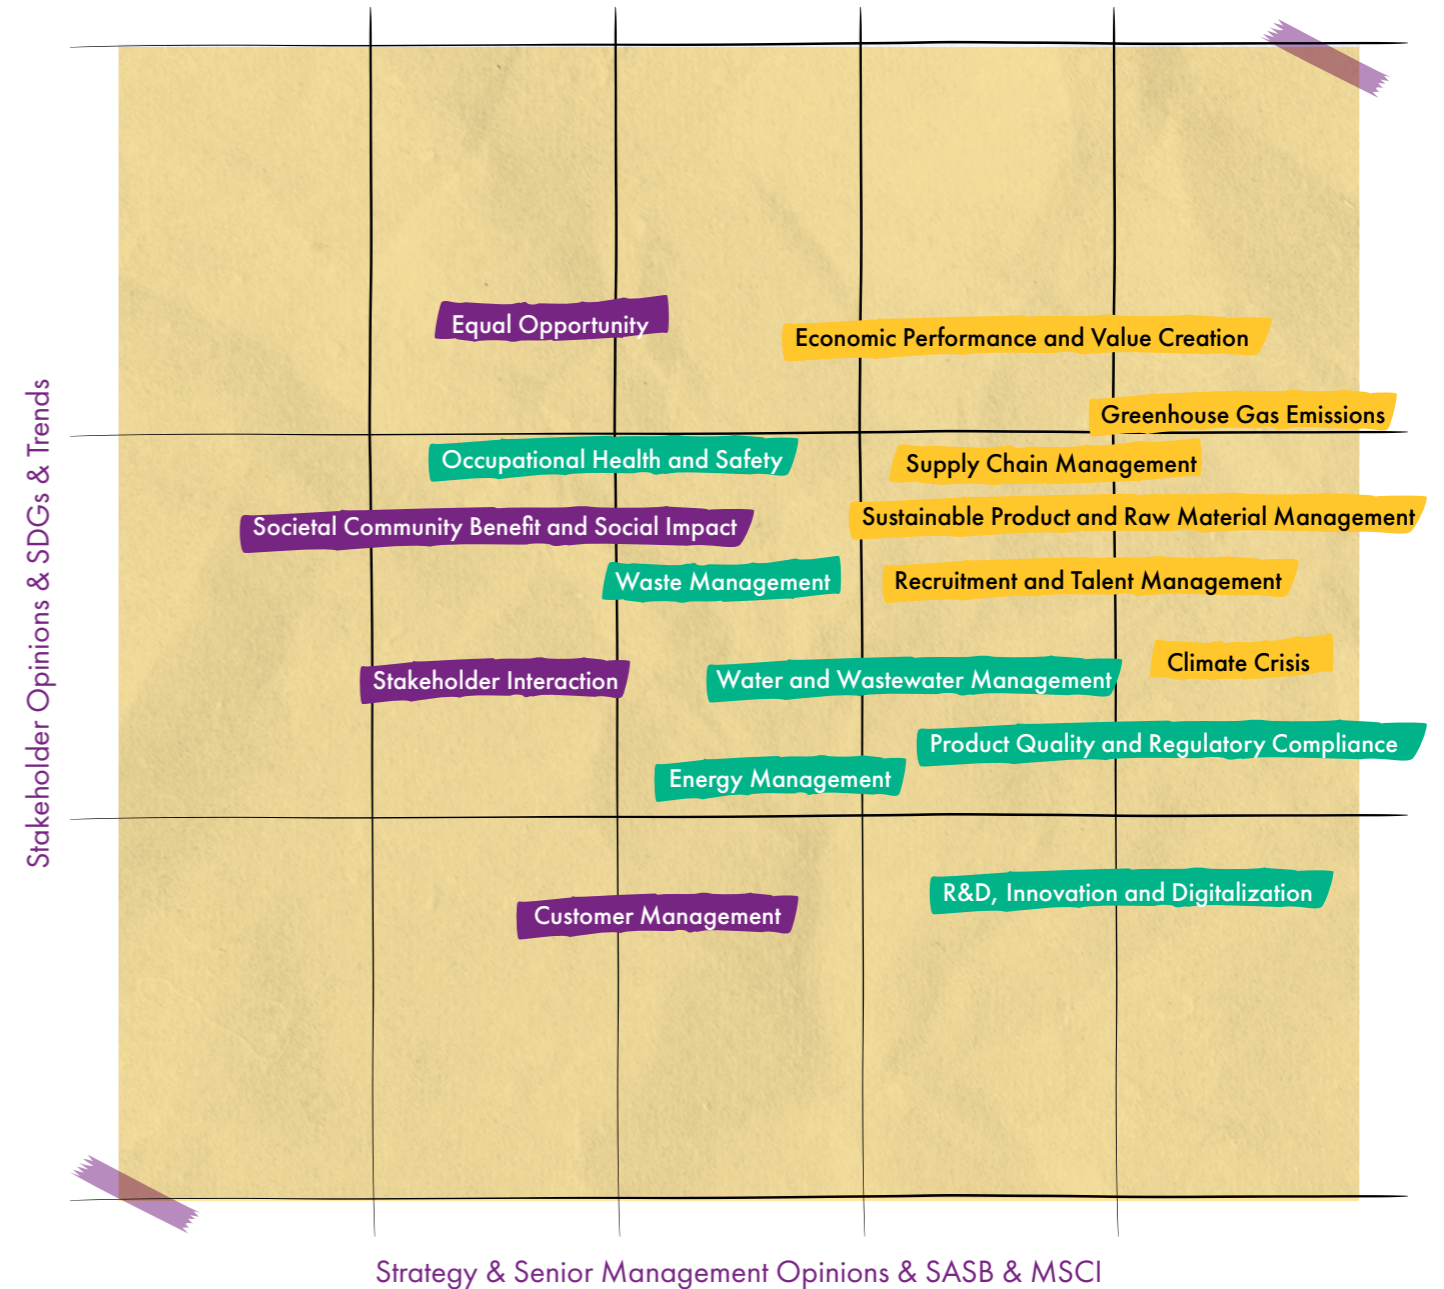 Stakeholder Opinions & SDGs & Trends
Equal Opportunity
Economic Performance and Value Creation
Greenhouse Gas Emissions
Occupational Health and Safety
Supply Chain Management
Sustainable Product and Raw Material Management
Societal Community Benefit and Social Impact
Waste Management
Recruitment and Talent Management
Climate Crisis
Stakeholder Interaction
Water and Wastewater Management
Product Quality and Regulatory Compliance
Energy Management
R&D, Innovation and Digitalization
Customer Management
Strategy & Senior Management Opinions & SASB & MSCI